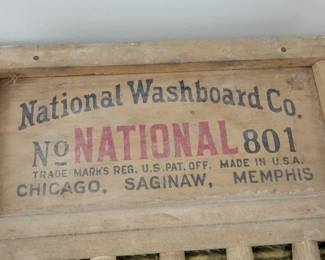 National Washboard Co.
No NATIONAL 801
TRADE MARKS REG. U.S. PAT. OFF. MADE IN U.S.A.
CHICAGO, SAGINAW, MEMPHIS